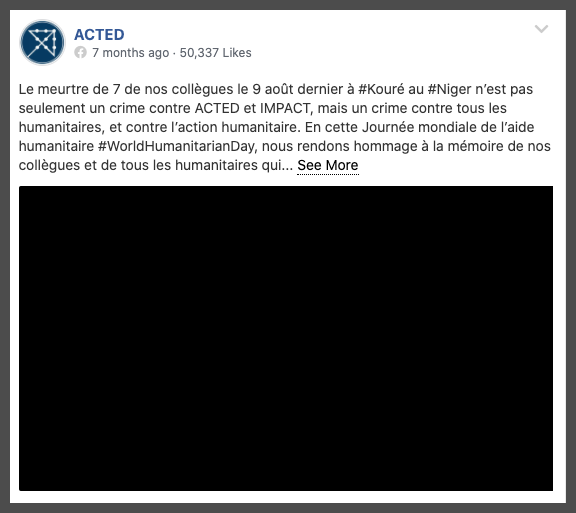 ACTED
7 months ago · 50,337 Likes
Le meurtre de 7 de nos collègues le 9 août dernier à #Kouré au #Niger n’est pas
seulement un crime contre ACTED et IMPACT, mais un crime contre tous les
humanitaires, et contre l’action humanitaire. En cette Journée mondiale de l’aide
humanitaire #WorldHumanitarianDay, nous rendons hommage à la mémoire de nos
collègues et de tous les humanitaires qui... See More